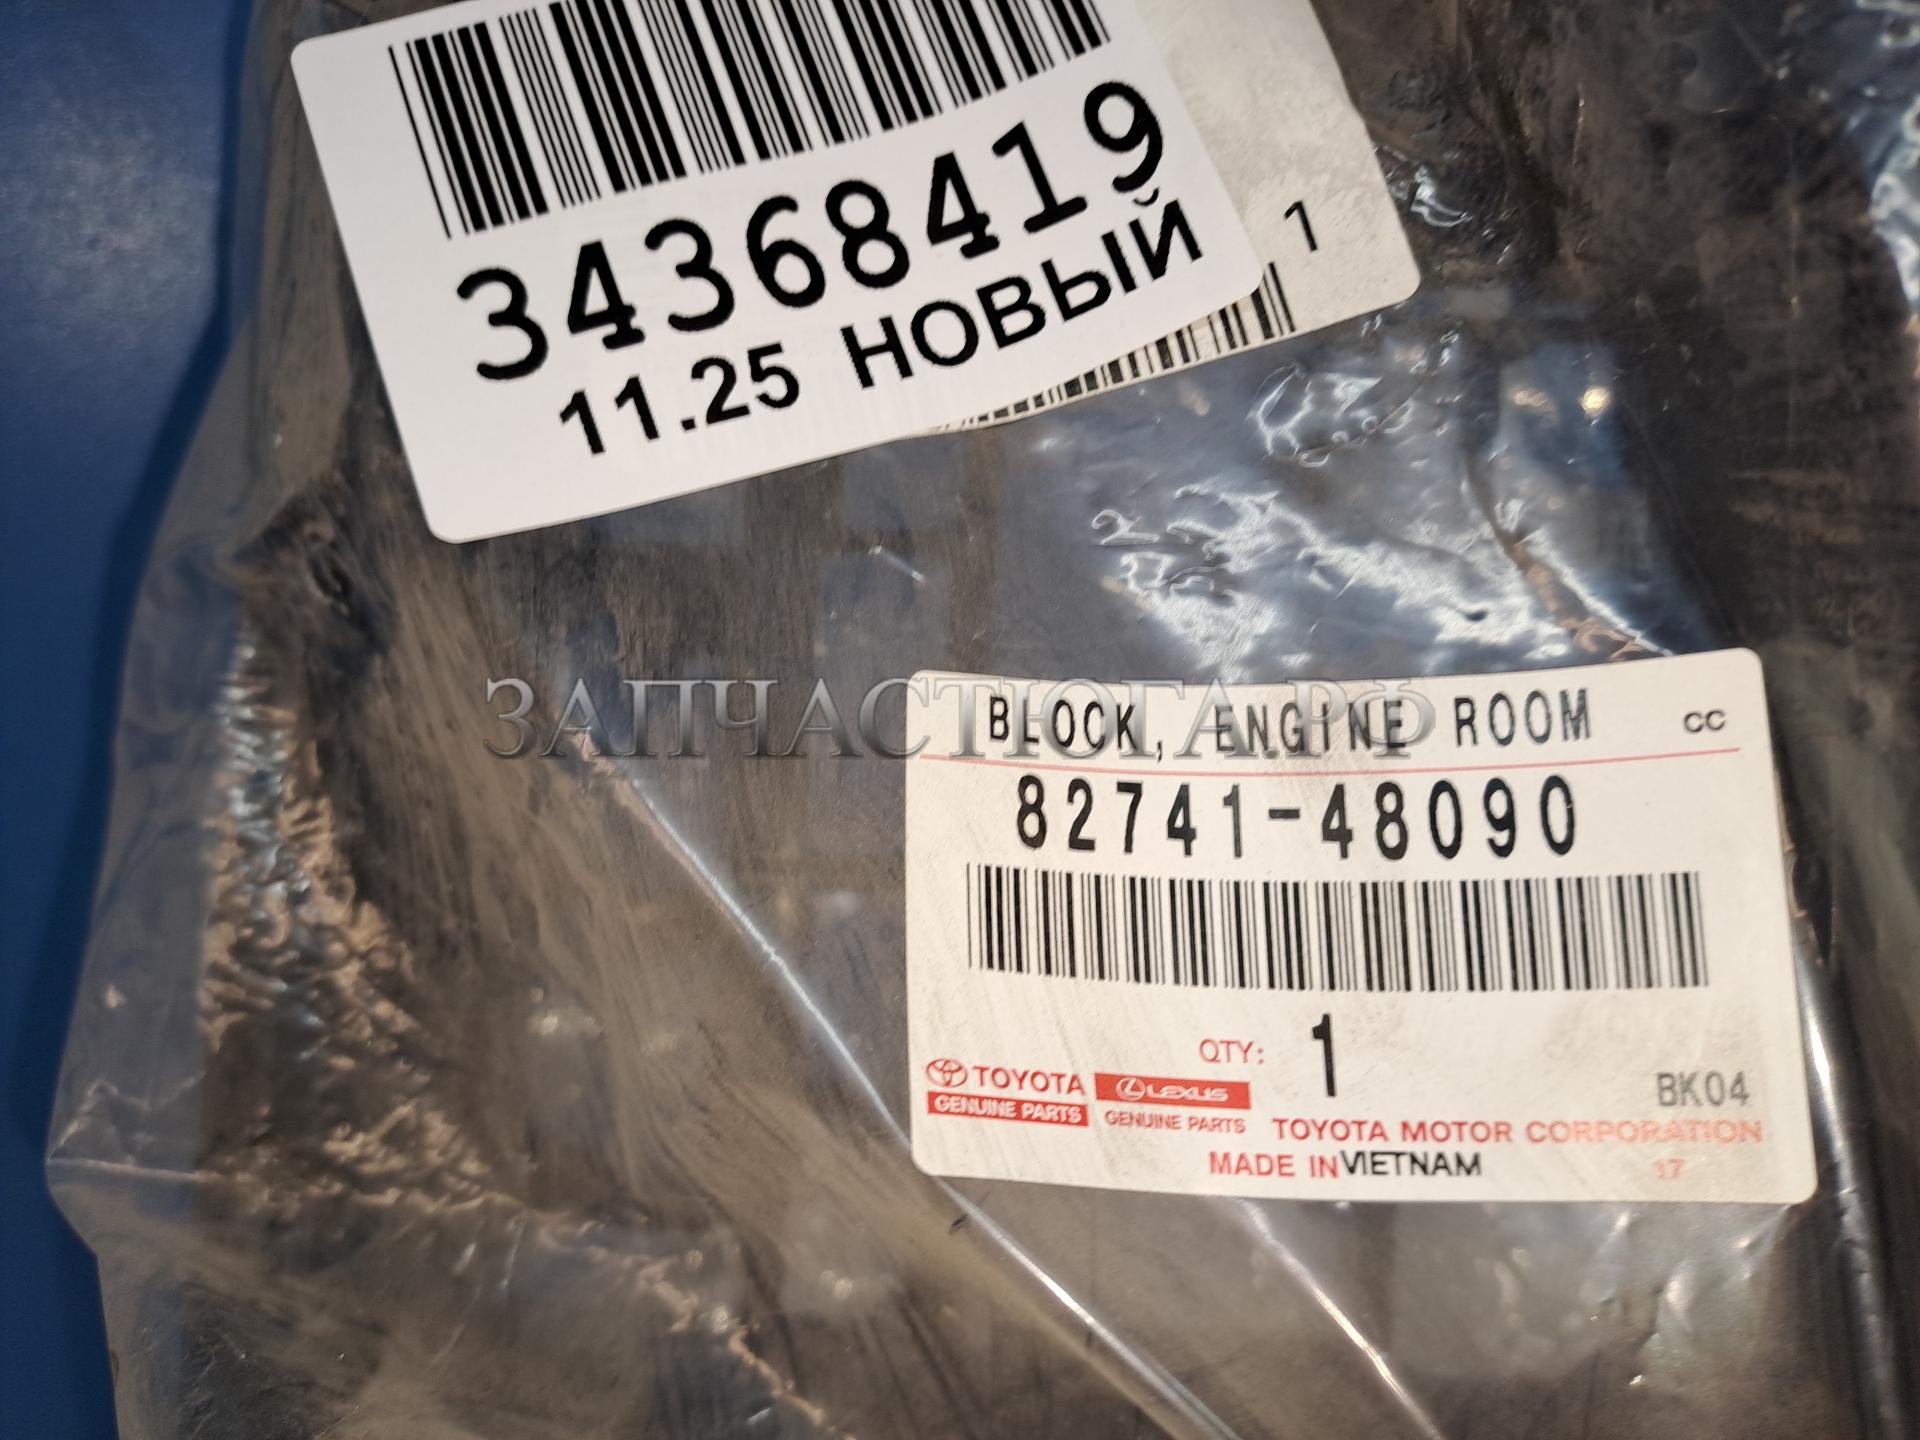 34368419
11.25 НОВЫЙ
1
ЗАПЧАСТЮГА.РФ
BLOCK, ENGINE ROOM CC
82741-48090
QTY: 1
TOYOTA LEXUS BK04
GENUINE PARTS GENUINE PARTS TOYOTA MOTOR CORPORATION
MADE IN VIETNAM 17